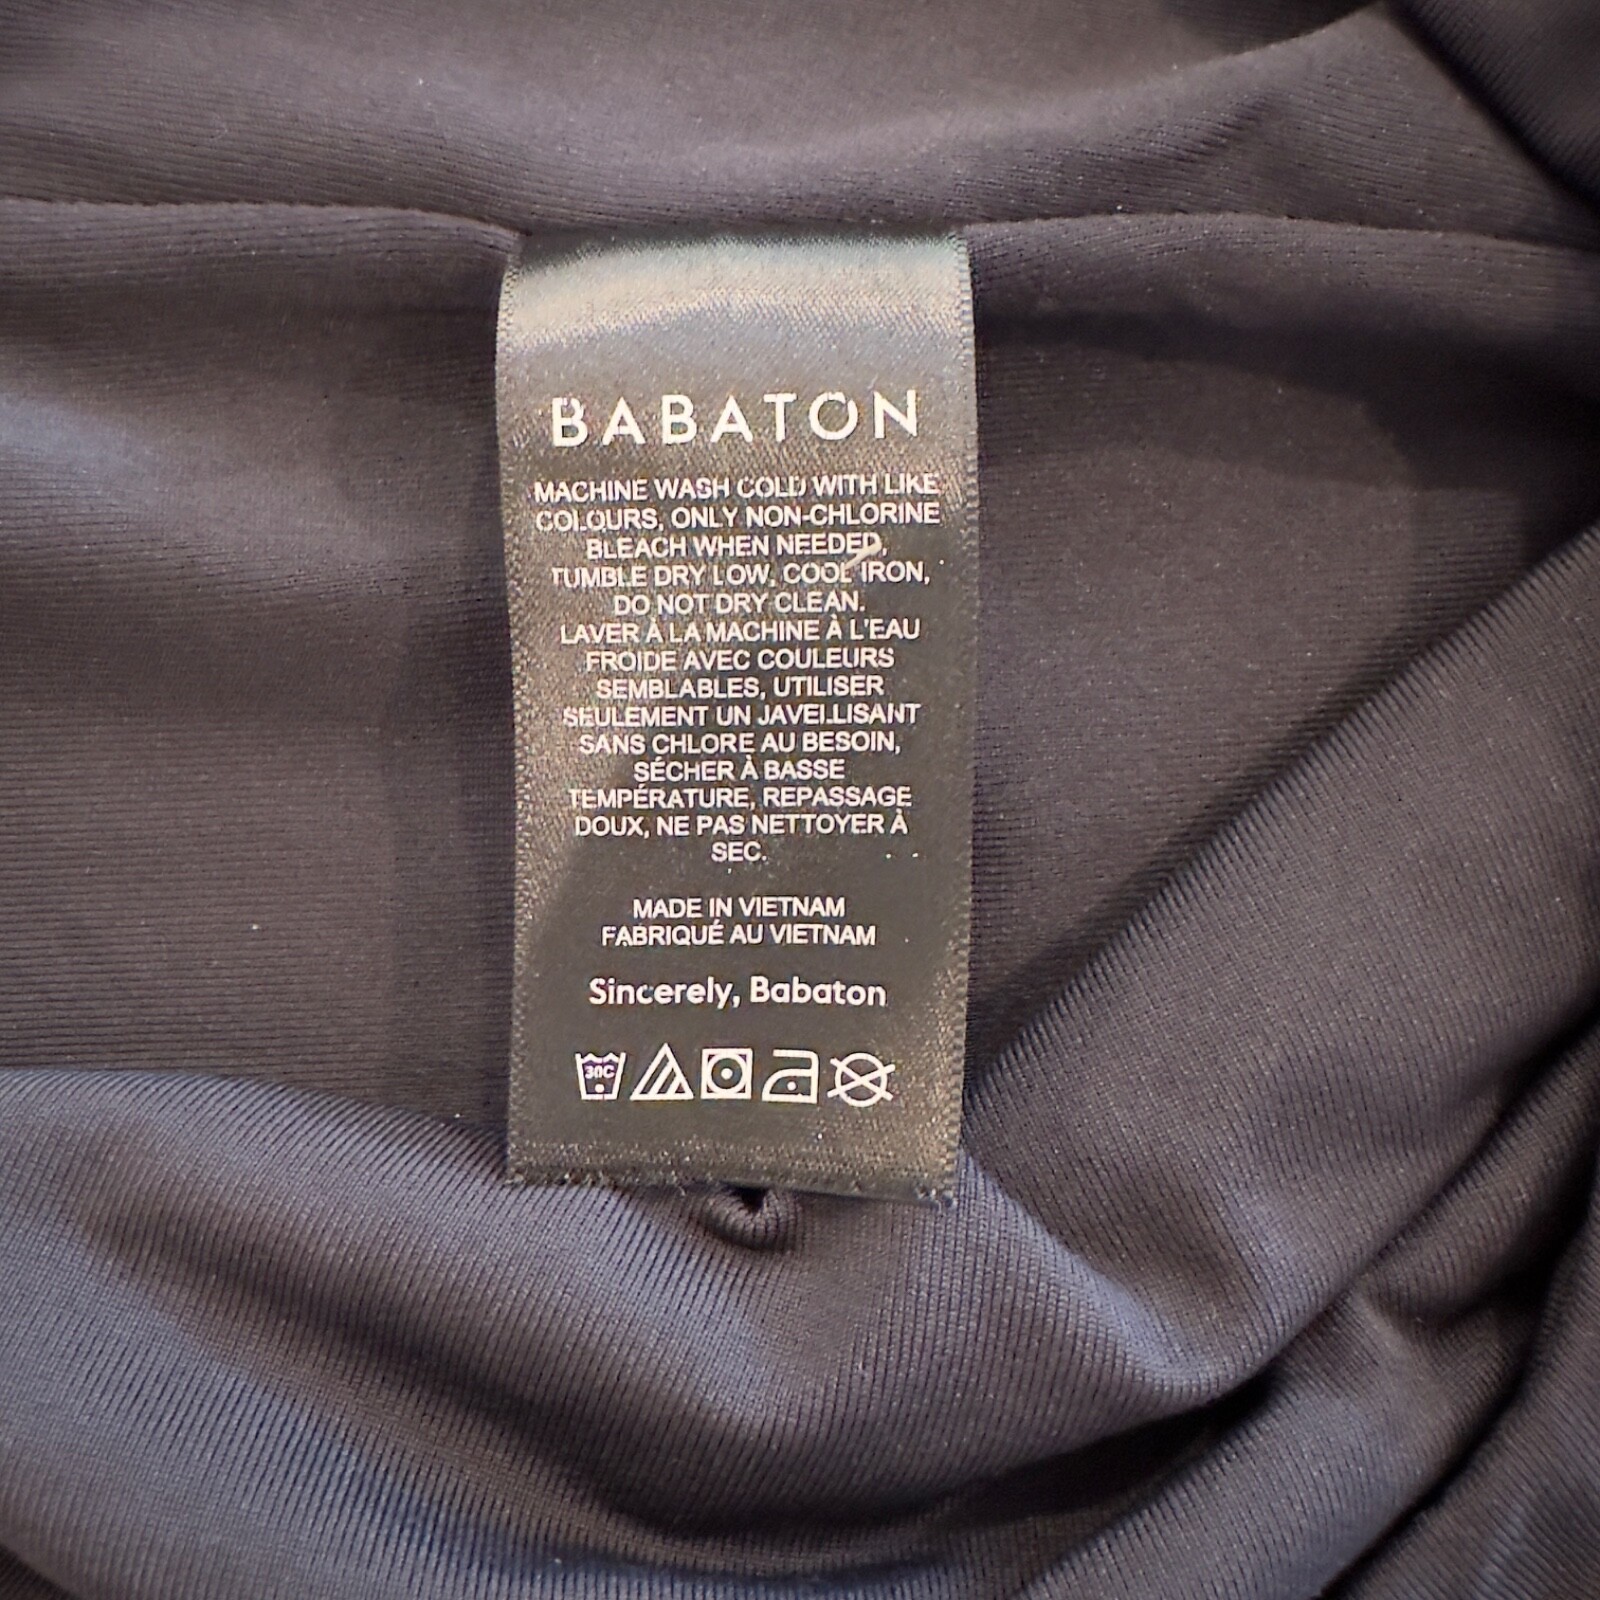 BABATON
MACHINE WASH COLD WITH LIKE
COLOURS, ONLY NON-CHLORINE
BLEACH WHEN NEEDED,
TUMBLE DRY LOW, COOL IRON,
DO NOT DRY CLEAN.
LAVER À LA MACHINE À L'EAU
FROIDE AVEC COULEURS
SEMBLABLES, UTILISER
SEULEMENT UN JAVELLISANT
SANS CHLORE AU BESOIN,
SÉCHER À BASSE
TEMPÉRATURE, REPASSAGE
DOUX, NE PAS NETTOYER À
SEC.
MADE IN VIETNAM
FABRIQUÉ AU VIETNAM
Sincerely, Babaton
30C